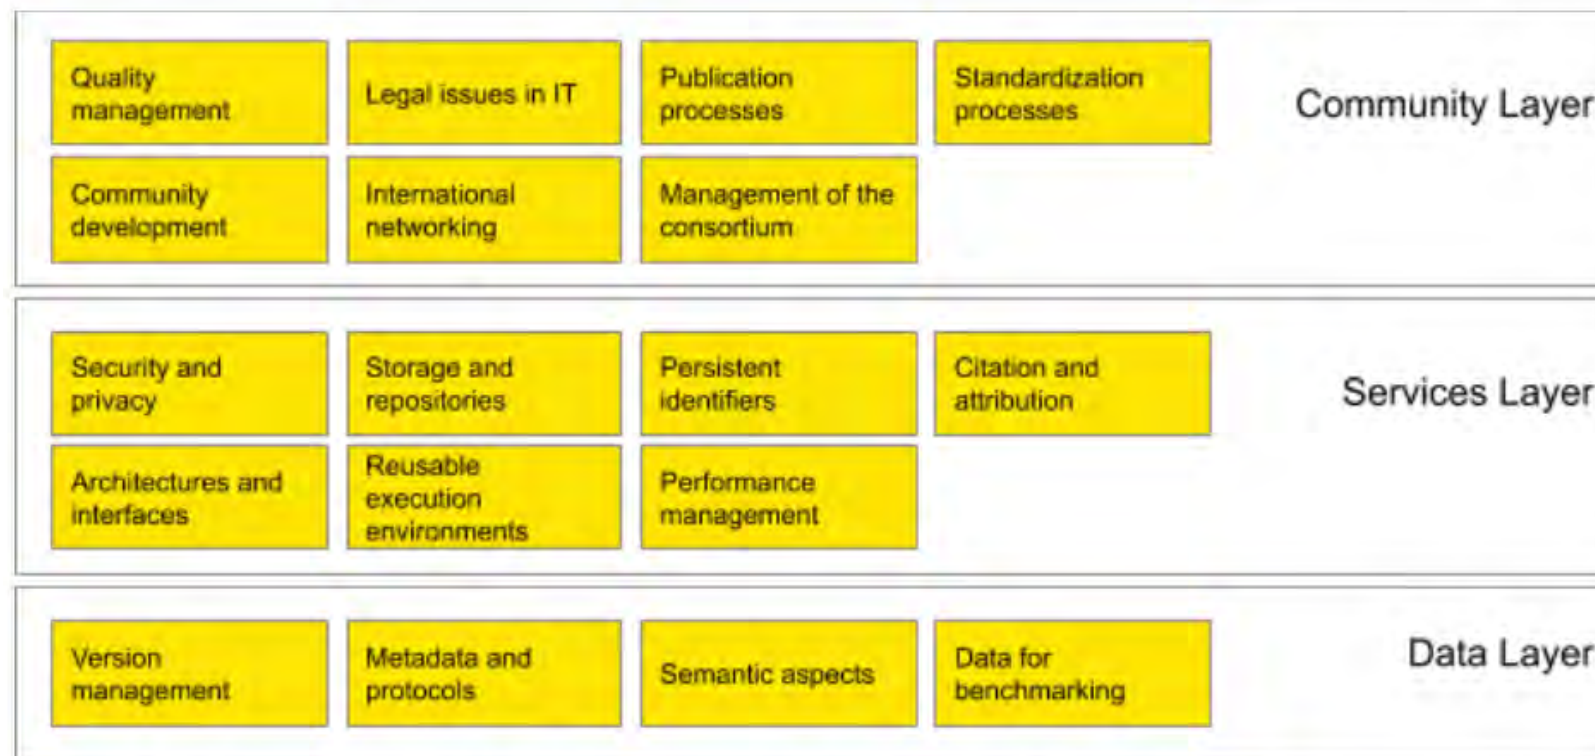 Quality
management
Legal issues in IT
Publication
processes
Standardization
processes
Community Layer
Community
development
International
networking
Management of the
consortium
Security and
privacy
Storage and
repositories
Persistent
identifiers
Citation and
attribution
Services Layer
Architectures and
interfaces
Reusable
execution
environments
Performance
management
Version
management
Metadata and
protocols
Semantic aspects
Data for
benchmarking
Data Layer